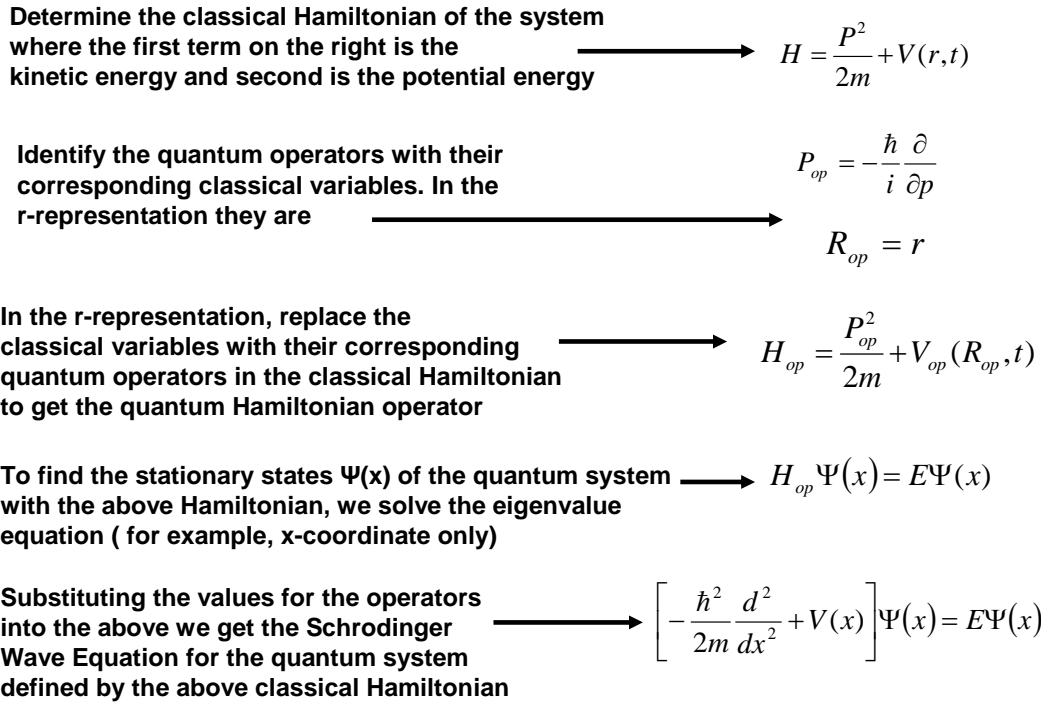 Determine the classical Hamiltonian of the system
where the first term on the right is the
kinetic energy and second is the potential energy
H = P²/2m + V(r,t)
Identify the quantum operators with their
corresponding classical variables. In the
r-representation they are
P_op = −ħ/i ∂/∂p
R_op = r
In the r-representation, replace the
classical variables with their corresponding
quantum operators in the classical Hamiltonian
to get the quantum Hamiltonian operator
H_op = P²_op/2m + V_op(R_op,t)
To find the stationary states Ψ(x) of the quantum system
with the above Hamiltonian, we solve the eigenvalue
equation ( for example, x-coordinate only)
H_op Ψ(x) = EΨ(x)
Substituting the values for the operators
into the above we get the Schrodinger
Wave Equation for the quantum system
defined by the above classical Hamiltonian
[−ħ²/2m d²/dx² + V(x)]Ψ(x) = EΨ(x)